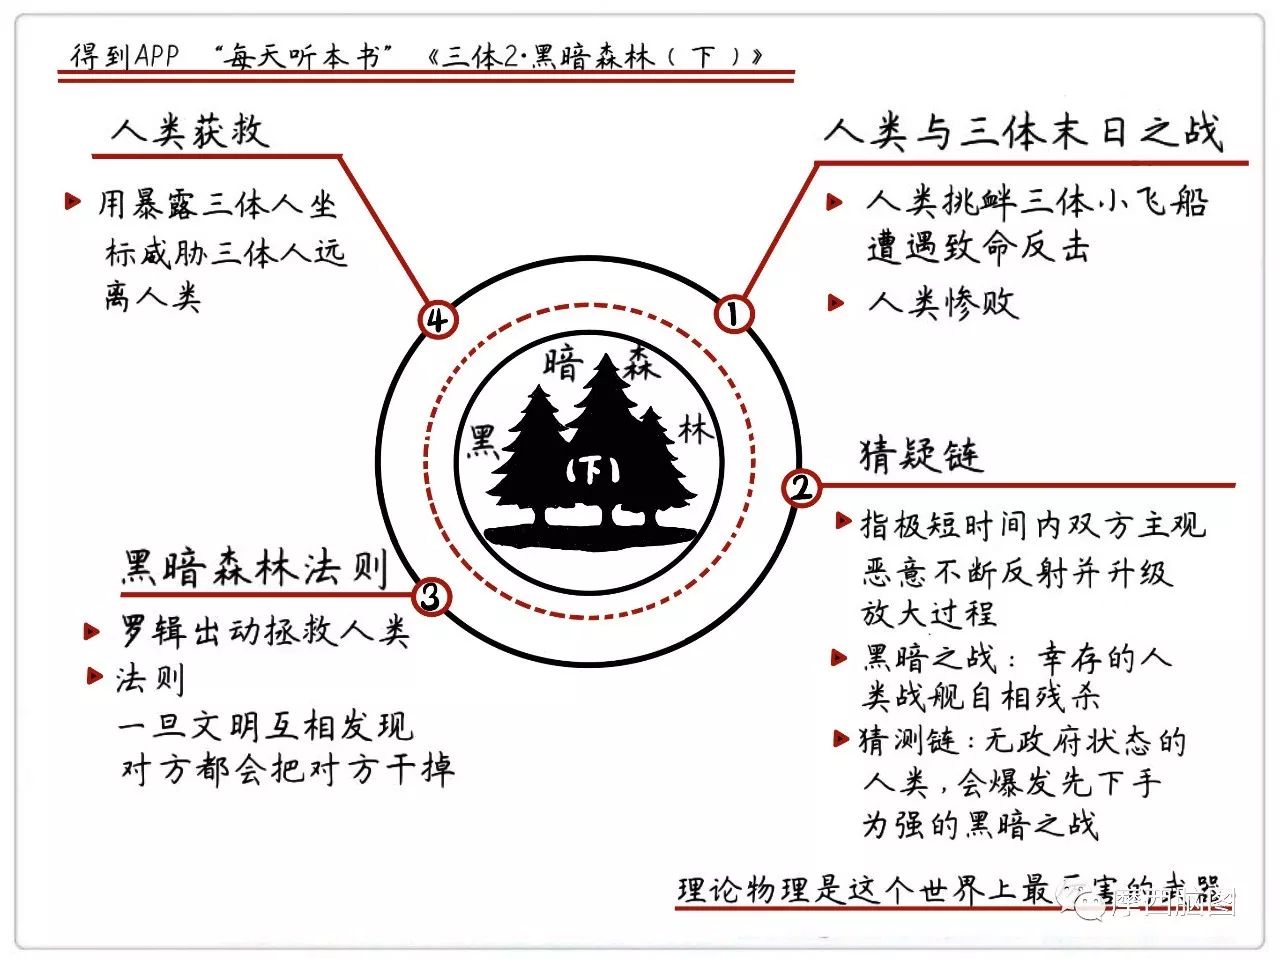 得到APP “每天听本书” 《三体2·黑暗森林（下）》
人类与三体末日之战
人类挑衅三体小飞船
遭遇致命反击
人类惨败
猜疑链
指极短时间内双方主观
恶意不断反射并升级
放大过程
黑暗之战：幸存的人
类战舰自相残杀
猜测链：无政府状态的
人类，会爆发先下手
为强的黑暗之战
黑暗森林法则
罗辑出动拯救人类
法则
一旦文明互相发现
对方都会把对方干掉
人类获救
用暴露三体人坐
标威胁三体人远
离人类
1
2
3
4
黑暗森林
（下）
理论物理是这个世界上最 害的武器
摩西脑图